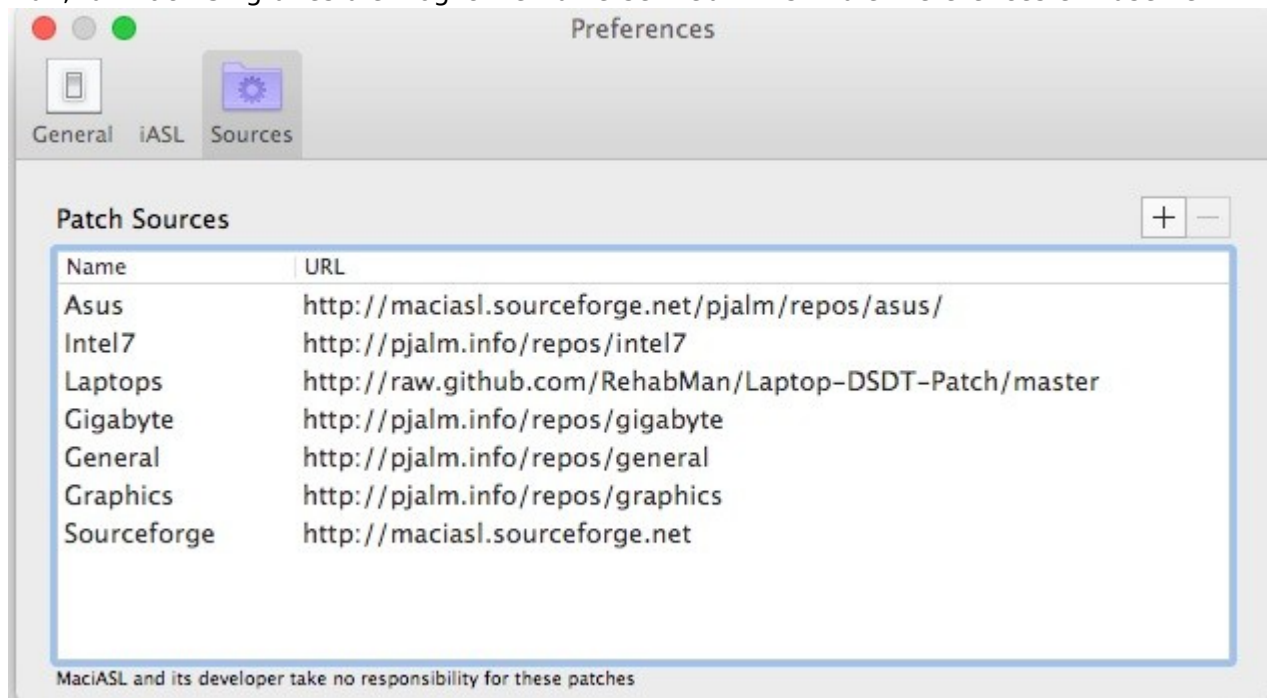 Preferences
General iASL Sources
Patch Sources
Name URL
Asus http://maciasl.sourceforge.net/pjalm/repos/asus/
Intel7 http://pjalm.info/repos/intel7
Laptops http://raw.github.com/RehabMan/Laptop-DSDT-Patch/master
Gigabyte http://pjalm.info/repos/gigabyte
General http://pjalm.info/repos/general
Graphics http://pjalm.info/repos/graphics
Sourceforge http://maciasl.sourceforge.net
MaciASL and its developer take no responsibility for these patches